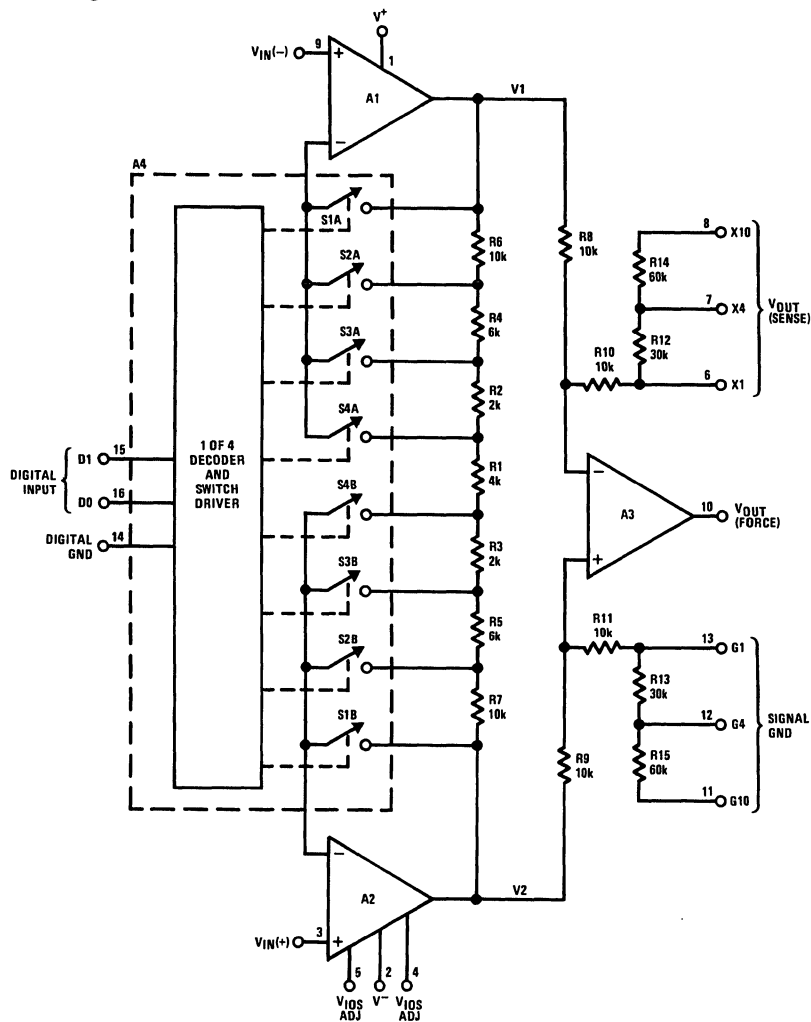 V+
VIN(−) 9 + 1
A1
V1
−
A4
S1A
R6
10k
R8
10k
8 X10
R14
60k
S2A
R4
6k
7 X4
VOUT
(SENSE)
R12
30k
S3A
R10
10k
6 X1
R2
2k
S4A
1 OF 4
DECODER
AND
SWITCH
DRIVER
DIGITAL
INPUT
D1 15
D0 16
DIGITAL
GND
14
R1
4k
S4B
−
A3
+
10 VOUT
(FORCE)
R3
2k
S3B
R11
10k
13 G1
R5
6k
R13
30k
S2B
12 G4
SIGNAL
GND
R7
10k
R9
10k
R15
60k
S1B
11 G10
−
A2
V2
VIN(+) 3 +
5 2 4
VIOS
ADJ
V−
VIOS
ADJ